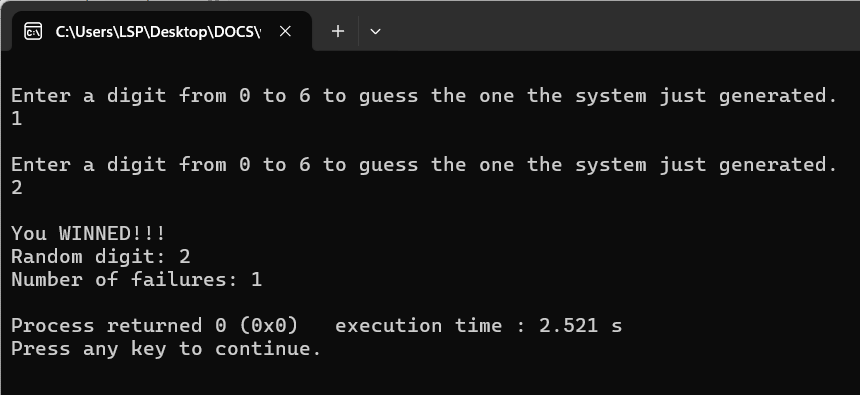 C:\Users\LSP\Desktop\DOCS\
Enter a digit from 0 to 6 to guess the one the system just generated.
1
Enter a digit from 0 to 6 to guess the one the system just generated.
2
You WINNED!!!
Random digit: 2
Number of failures: 1
Process returned 0 (0x0)   execution time : 2.521 s
Press any key to continue.